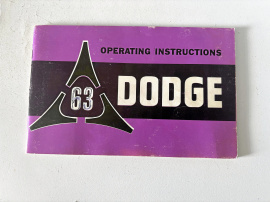 OPERATING INSTRUCTIONS
63 DODGE